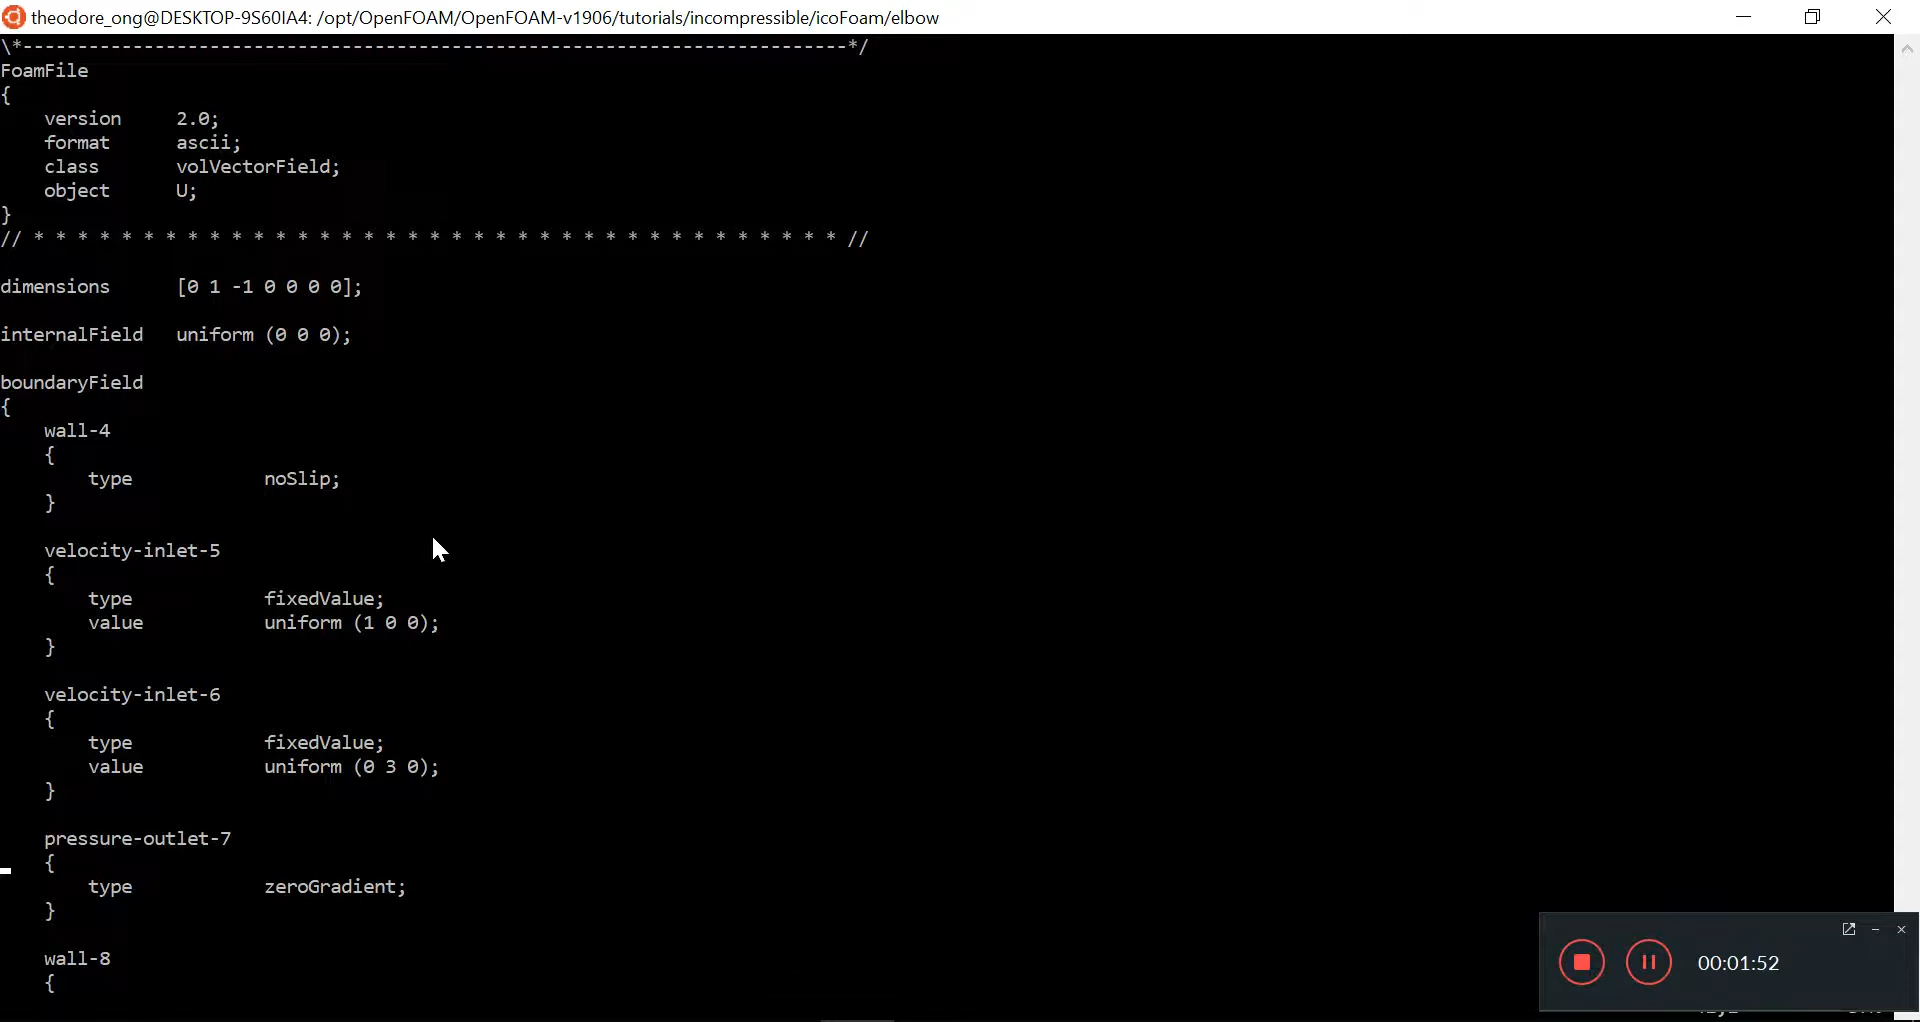 theodore_ong@DESKTOP-9S60IA4: /opt/OpenFOAM/OpenFOAM-v1906/tutorials/incompressible/icoFoam/elbow
\*---------------------------------------------------------------------------*/
FoamFile
{
    version     2.0;
    format      ascii;
    class       volVectorField;
    object      U;
}
// * * * * * * * * * * * * * * * * * * * * * * * * * * * * * * * * * * * * * //
dimensions      [0 1 -1 0 0 0 0];
internalField   uniform (0 0 0);
boundaryField
{
    wall-4
    {
        type            noSlip;
    }
    velocity-inlet-5
    {
        type            fixedValue;
        value           uniform (1 0 0);
    }
    velocity-inlet-6
    {
        type            fixedValue;
        value           uniform (0 3 0);
    }
    pressure-outlet-7
    {
        type            zeroGradient;
    }
    wall-8
    {
00:01:52